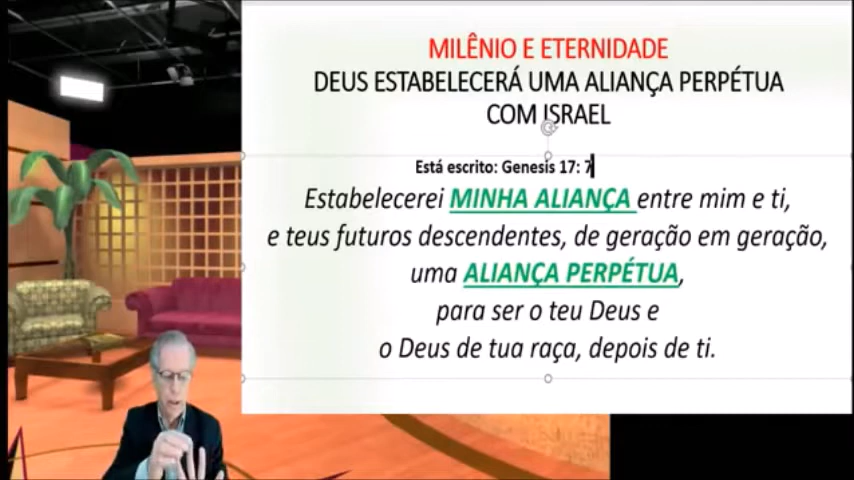 MILÊNIO E ETERNIDADE
DEUS ESTABELECERÁ UMA ALIANÇA PERPÉTUA
COM ISRAEL
Está escrito: Genesis 17: 7
Estabelecerei MINHA ALIANÇA entre mim e ti,
e teus futuros descendentes, de geração em geração,
uma ALIANÇA PERPÉTUA,
para ser o teu Deus e
o Deus de tua raça, depois de ti.